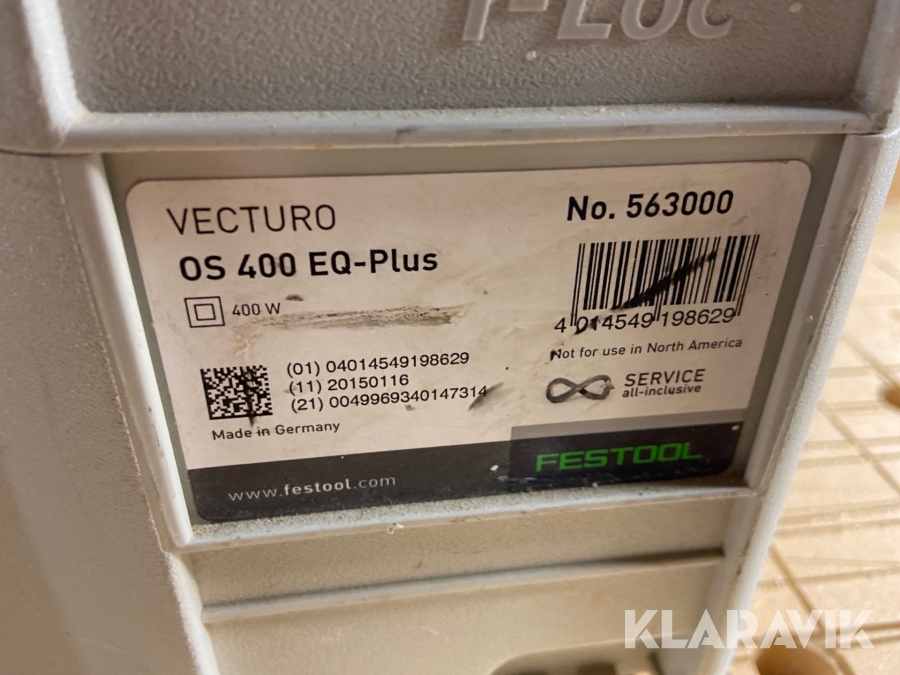 T-Loc
VECTURO
No. 563000
OS 400 EQ-Plus
400 W
4 014549 198629
Not for use in North America
(01) 04014549198629
(11) 20150116
(21) 0049969340147314
SERVICE
all-inclusive
Made in Germany
FESTOOL
www.festool.com
KLARAVIK